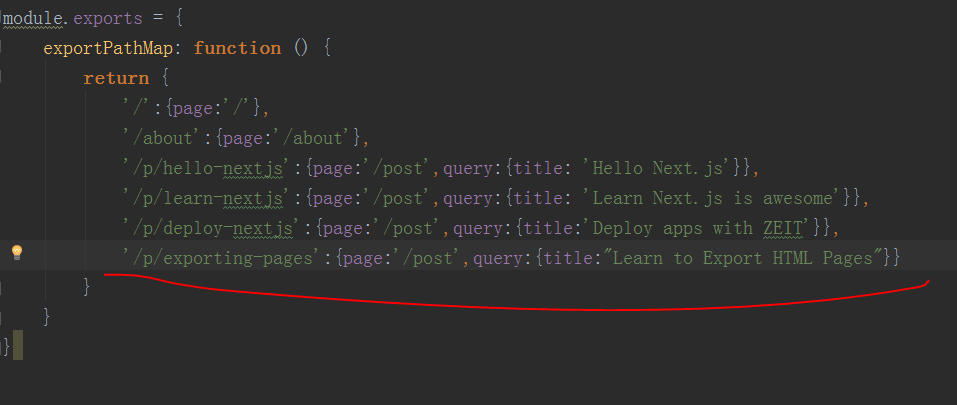 module.exports = {
exportPathMap: function () {
return {
'/':{page:'/'},
'/about':{page:'/about'},
'/p/hello-nextjs':{page:'/post',query:{title: 'Hello Next.js'}},
'/p/learn-nextjs':{page:'/post',query:{title: 'Learn Next.js is awesome'}},
'/p/deploy-nextjs':{page:'/post',query:{title:'Deploy apps with ZEIT'}},
'/p/exporting-pages':{page:'/post',query:{title:"Learn to Export HTML Pages"}}
}
}
}